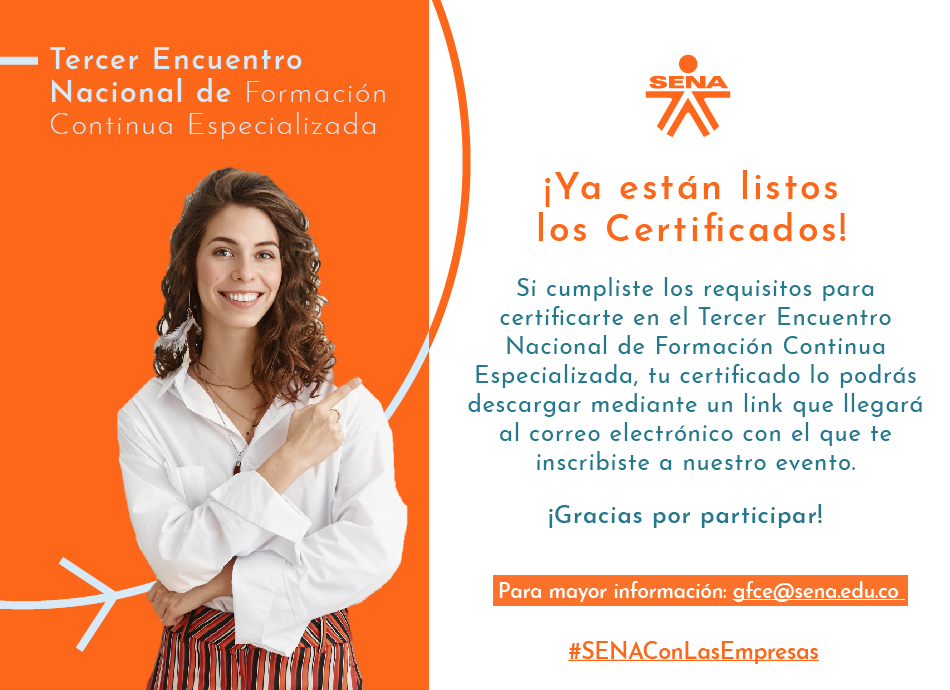 Tercer Encuentro
Nacional de Formación
Continua Especializada
SENA
¡Ya están listos
los Certificados!
Si cumpliste los requisitos para
certificarte en el Tercer Encuentro
Nacional de Formación Continua
Especializada, tu certificado lo podrás
descargar mediante un link que llegará
al correo electrónico con el que te
inscribiste a nuestro evento.
¡Gracias por participar!
Para mayor información: gfce@sena.edu.co
#SENAConLasEmpresas